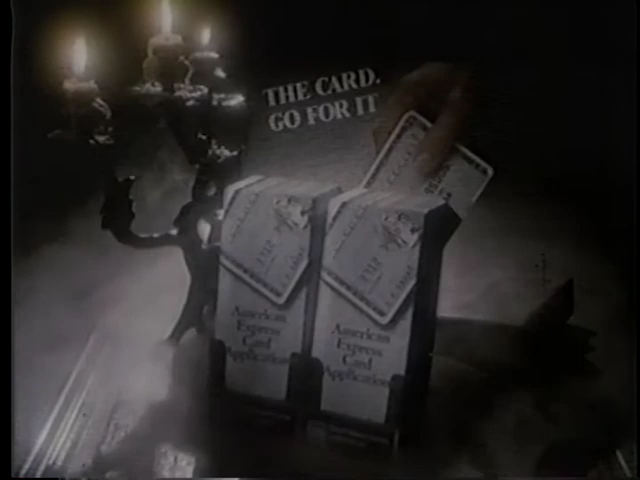 THE CARD.
GO FOR IT
American
Express
Card
Application
American
Express
Card
Application